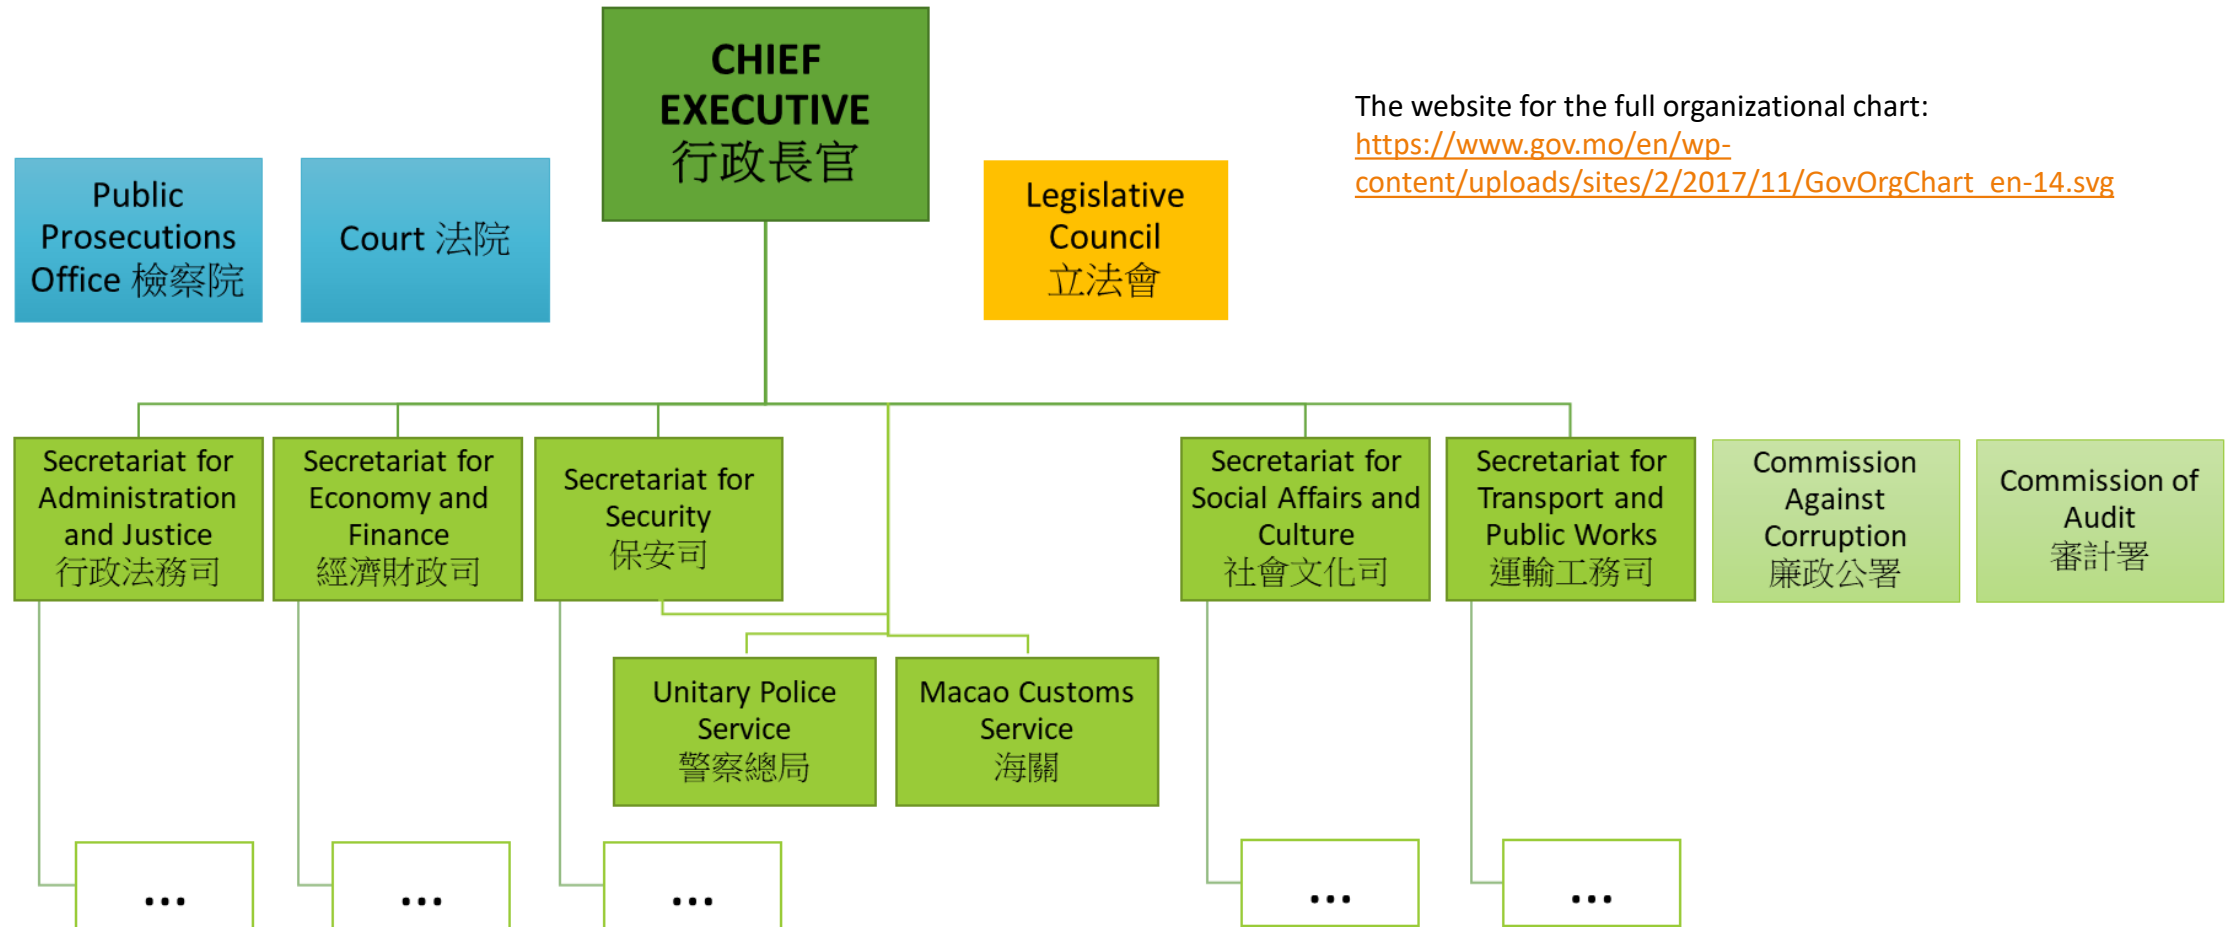 CHIEF
EXECUTIVE
行政長官
The website for the full organizational chart:
https://www.gov.mo/en/wp-
content/uploads/sites/2/2017/11/GovOrgChart_en-14.svg
Public
Prosecutions
Office 檢察院
Court 法院
Legislative
Council
立法會
Secretariat for
Administration
and Justice
行政法務司
Secretariat for
Economy and
Finance
經濟財政司
Secretariat for
Security
保安司
Secretariat for
Social Affairs and
Culture
社會文化司
Secretariat for
Transport and
Public Works
運輸工務司
Commission
Against
Corruption
廉政公署
Commission of
Audit
審計署
Unitary Police
Service
警察總局
Macao Customs
Service
海關
...
...
...
...
...